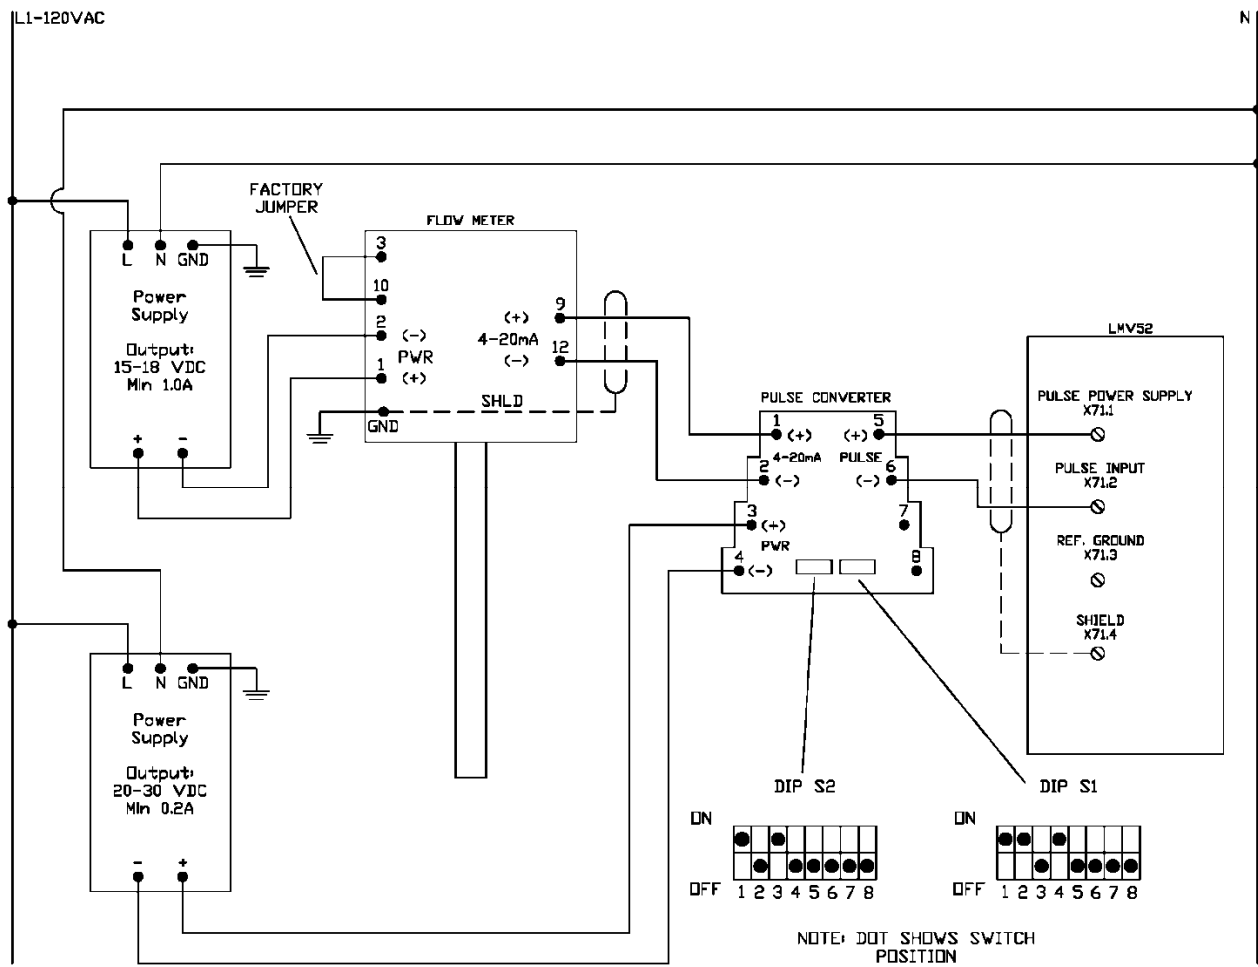 L1-120VAC
N
FACTORY
JUMPER
FLOW METER
L N GND
Power
Supply
Output:
15-18 VDC
Min 1.0A
+ -
3
10
2 (-)
PWR
1 (+)
GND
SHLD
9
(+)
4-20mA
12
(-)
PULSE CONVERTER
1 (+)
(+) 5
4-20mA
PULSE
2 (-)
(-) 6
3 (+)
7
PWR
4 (-)
8
LMV52
PULSE POWER SUPPLY
X71.1
PULSE INPUT
X71.2
REF. GROUND
X71.3
SHIELD
X71.4
L N GND
Power
Supply
Output:
20-30 VDC
Min 0.2A
- +
DIP S2
ON
OFF 1 2 3 4 5 6 7 8
DIP S1
ON
OFF 1 2 3 4 5 6 7 8
NOTE: DOT SHOWS SWITCH
POSITION